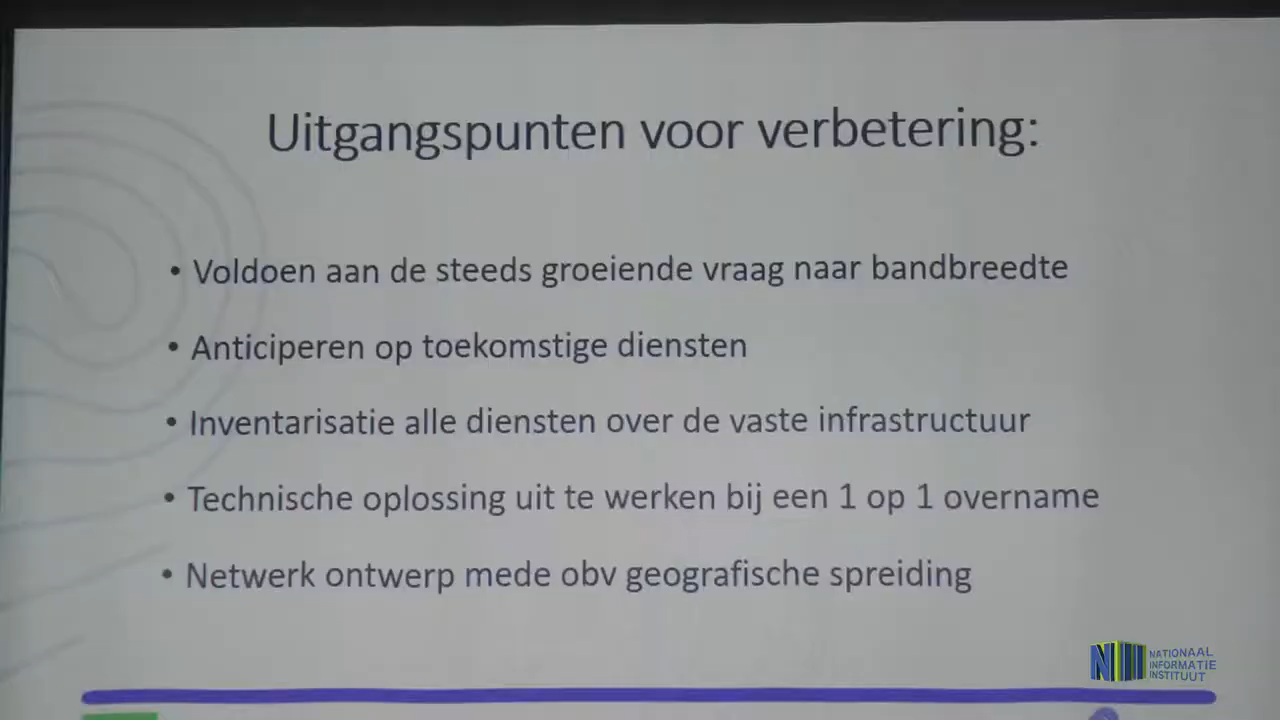 Uitgangspunten voor verbetering:
• Voldoen aan de steeds groeiende vraag naar bandbreedte
• Anticiperen op toekomstige diensten
• Inventarisatie alle diensten over de vaste infrastructuur
• Technische oplossing uit te werken bij een 1 op 1 overname
• Netwerk ontwerp mede obv geografische spreiding
NII
NATIONAAL
INFORMATIE
INSTITUUT